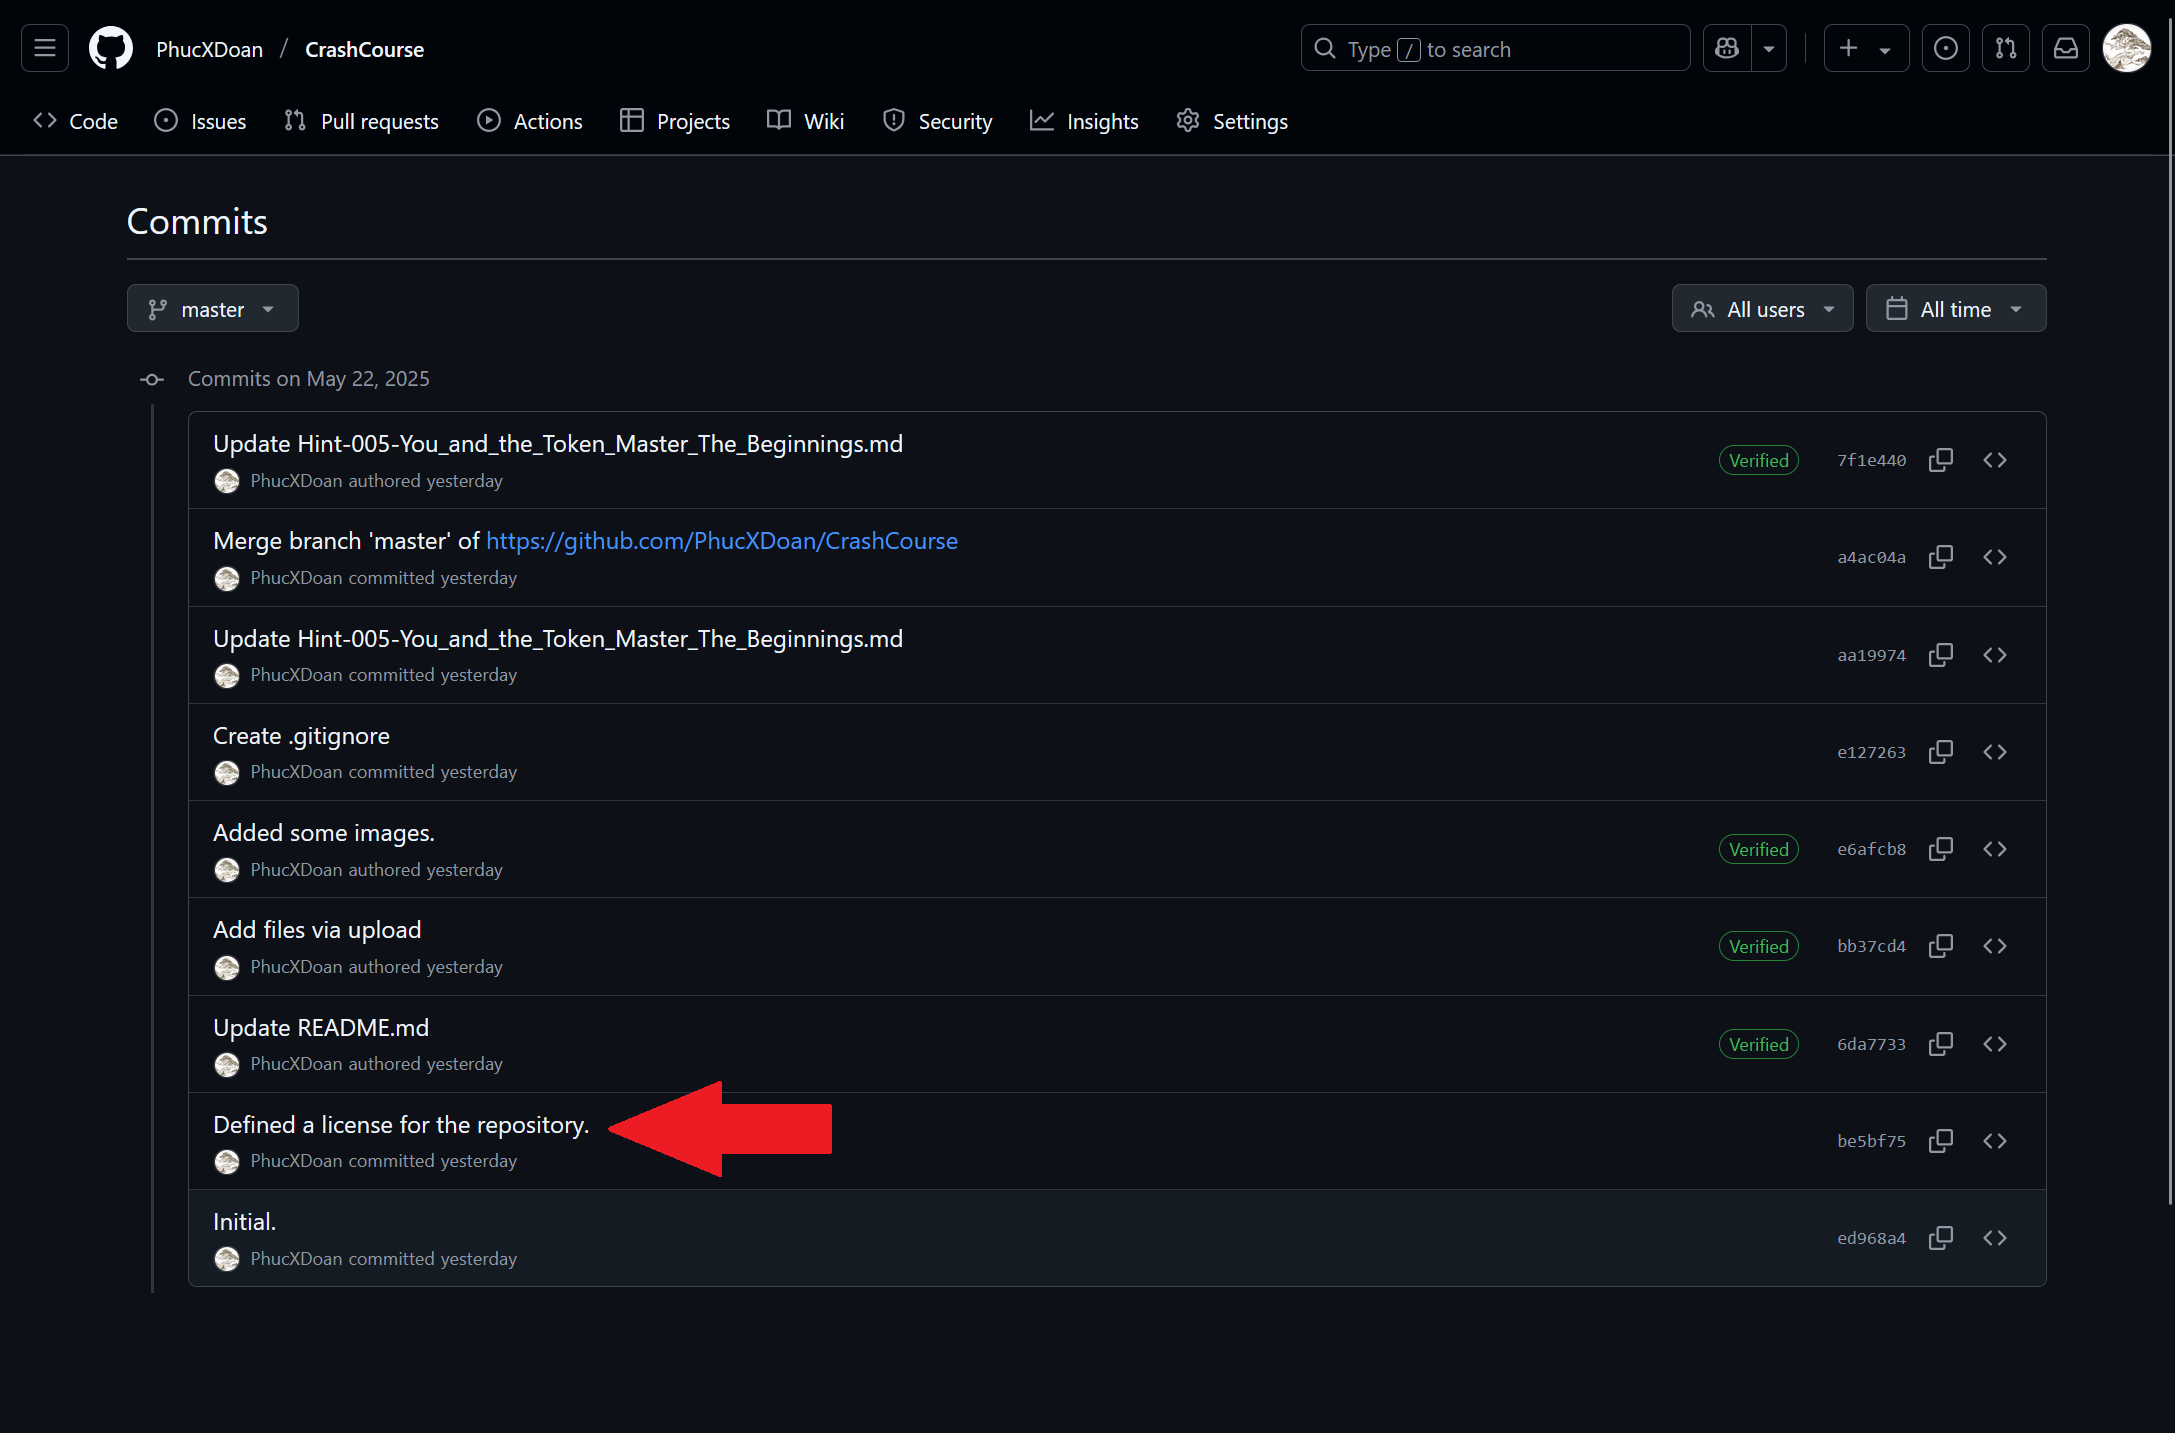 PhucXDoan / CrashCourse
Type / to search
Code Issues Pull requests Actions Projects Wiki Security Insights Settings
Commits
master
All users All time
Commits on May 22, 2025
Update Hint-005-You_and_the_Token_Master_The_Beginnings.md
PhucXDoan authored yesterday
Verified 7f1e440
Merge branch 'master' of https://github.com/PhucXDoan/CrashCourse
PhucXDoan committed yesterday
a4ac04a
Update Hint-005-You_and_the_Token_Master_The_Beginnings.md
PhucXDoan committed yesterday
aa19974
Create .gitignore
PhucXDoan committed yesterday
e127263
Added some images.
PhucXDoan authored yesterday
Verified e6afcb8
Add files via upload
PhucXDoan authored yesterday
Verified bb37cd4
Update README.md
PhucXDoan authored yesterday
Verified 6da7733
Defined a license for the repository.
PhucXDoan committed yesterday
be5bf75
Initial.
PhucXDoan committed yesterday
ed968a4